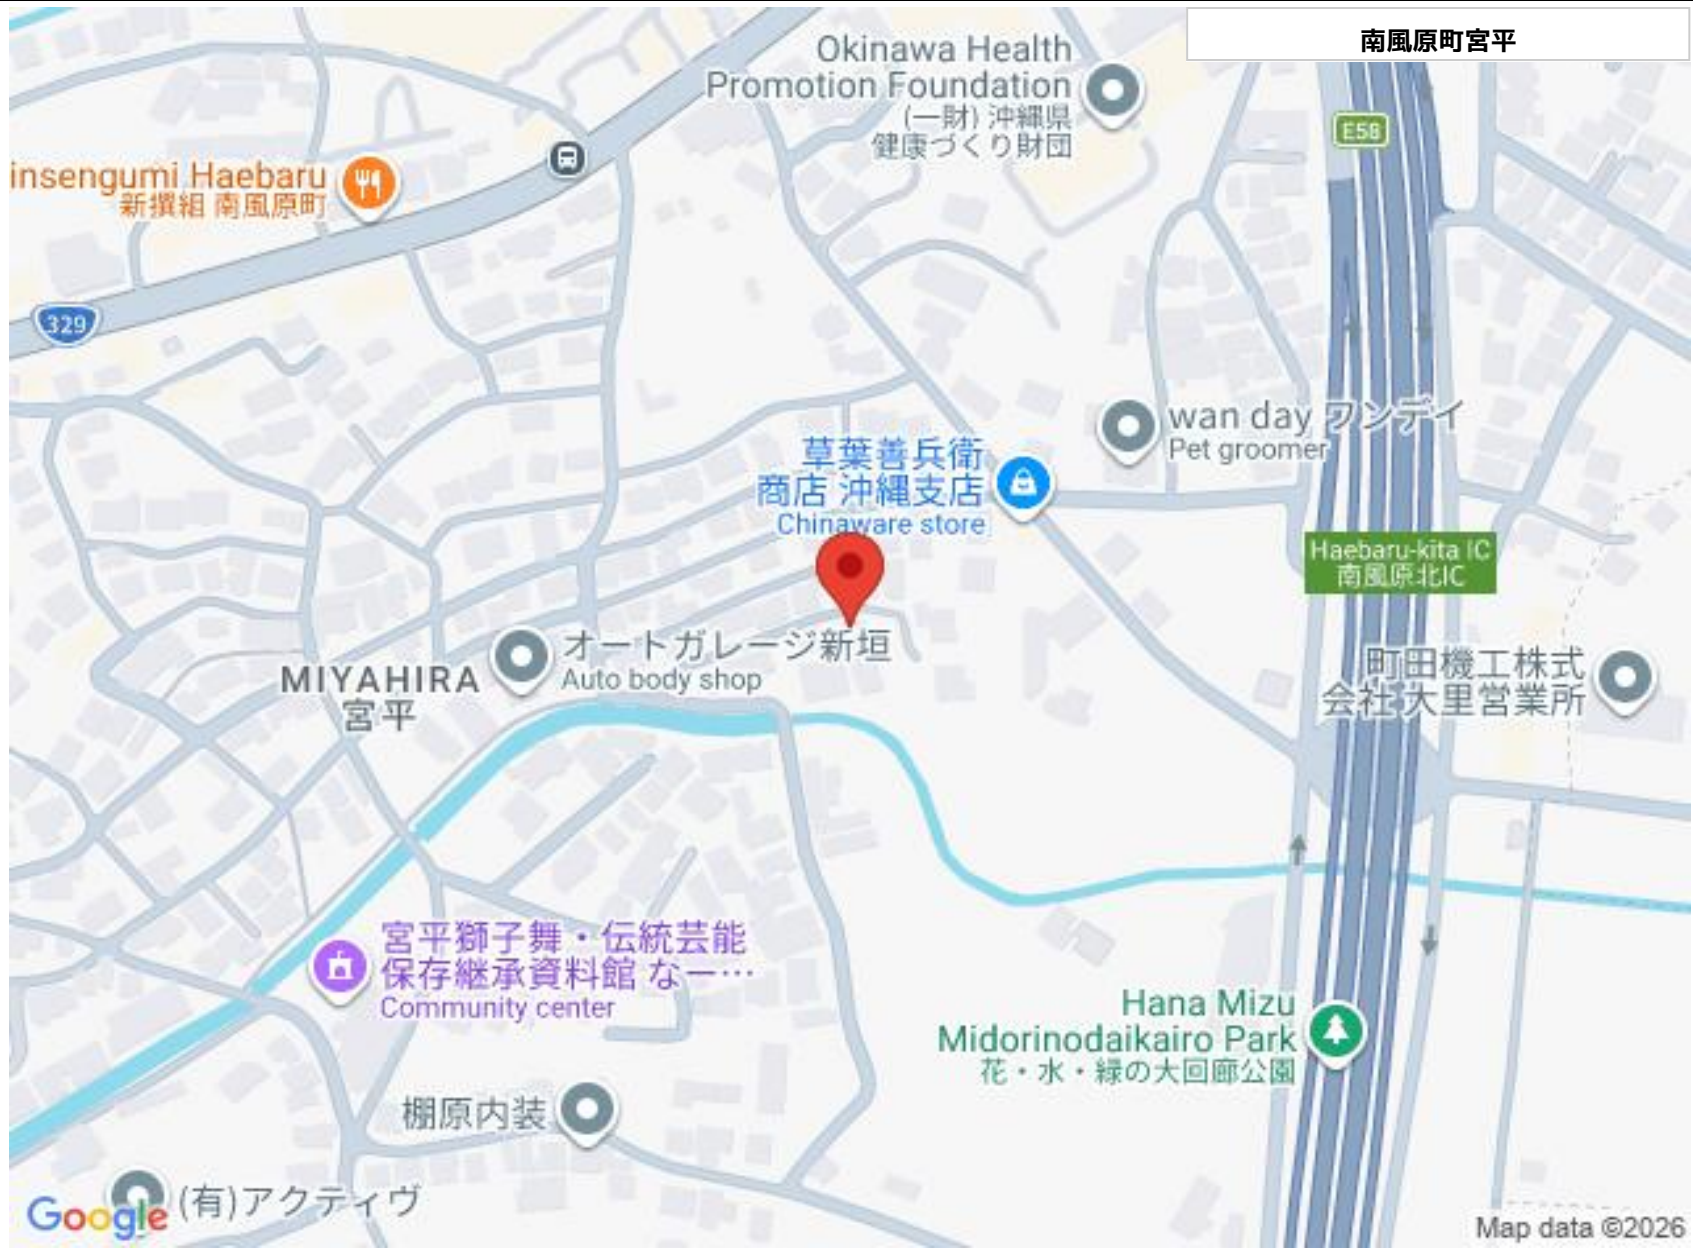 南風原町宮平
Okinawa Health
Promotion Foundation
(一財) 沖縄県
健康づくり財団
E58
insengumi Haebaru
新撰組 南風原町
329
wan day ワンデイ
Pet groomer
草葉善兵衛
商店 沖縄支店
Chinaware store
Haebaru-kita IC
南風原北IC
オートガレージ新垣
Auto body shop
MIYAHIRA
宮平
町田機工株式
会社 大里営業所
宮平獅子舞・伝統芸能
保存継承資料館 なー…
Community center
Hana Mizu
Midorinodaikairo Park
花・水・緑の大回廊公園
棚原内装
(有)アクティヴ
Google
Map data ©2026